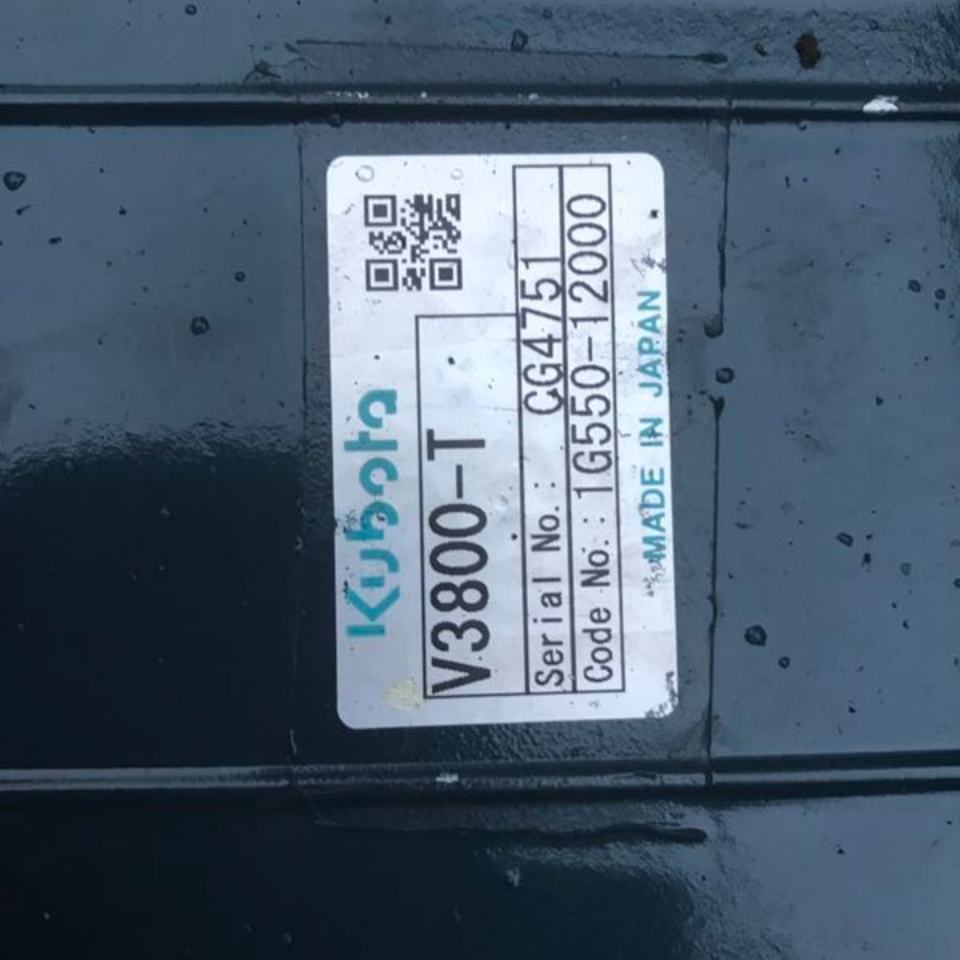 Kubota
V3800-T
Serial No.: CG4751
Code No.: 1G550-12000
MADE IN JAPAN